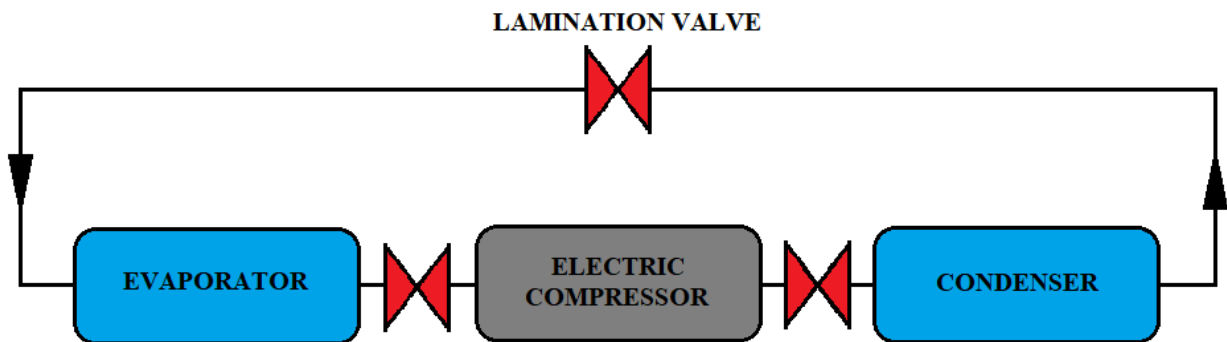 LAMINATION VALVE
EVAPORATOR
ELECTRIC
COMPRESSOR
CONDENSER